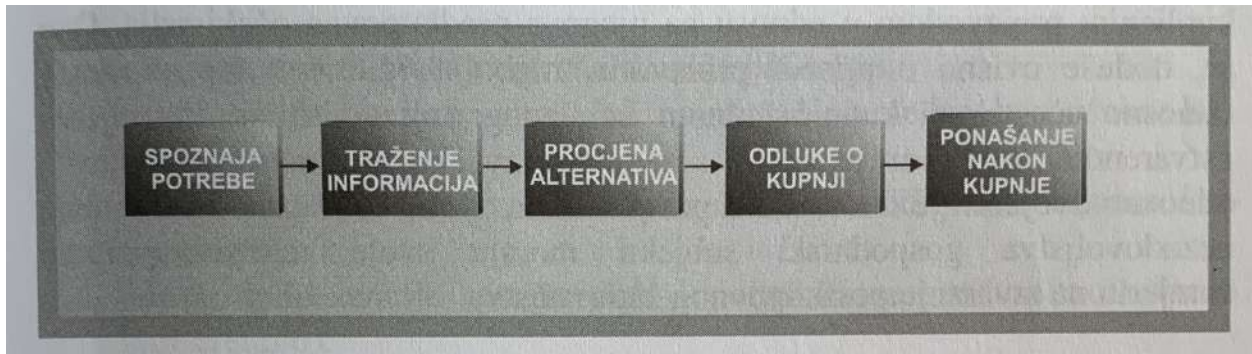 SPOZNAJA
POTREBE
TRAŽENJE
INFORMACIJA
PROCJENA
ALTERNATIVA
ODLUKE O
KUPNJI
PONAŠANJE
NAKON
KUPNJE